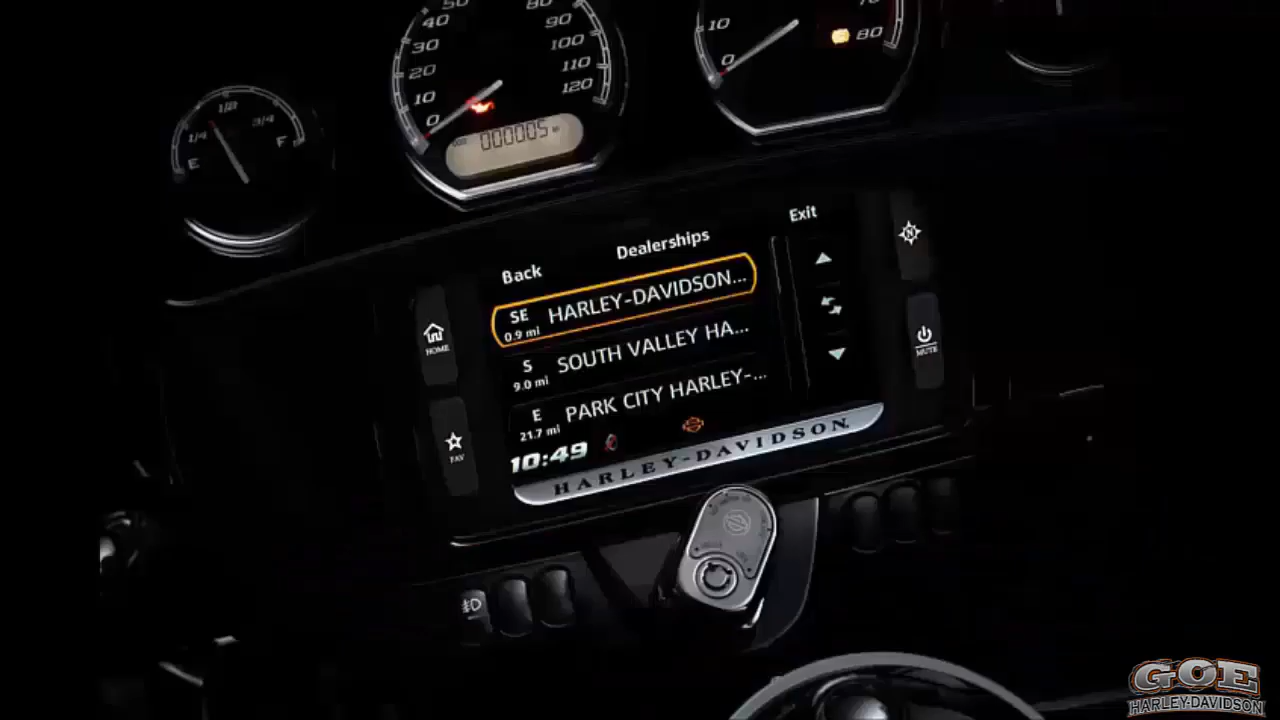 50
40
30
20
10
0
80
90
100
110
120
000005
10
0
80
1/4
1/2
3/4
E
F
Exit
Dealerships
Back
SE
0.9 mi
HARLEY-DAVIDSON...
S
9.0 mi
SOUTH VALLEY HA...
E
21.7 mi
PARK CITY HARLEY-...
10:49
HARLEY-DAVIDSON
HOME
FAV
N
MUTE
GOE
HARLEY-DAVIDSON